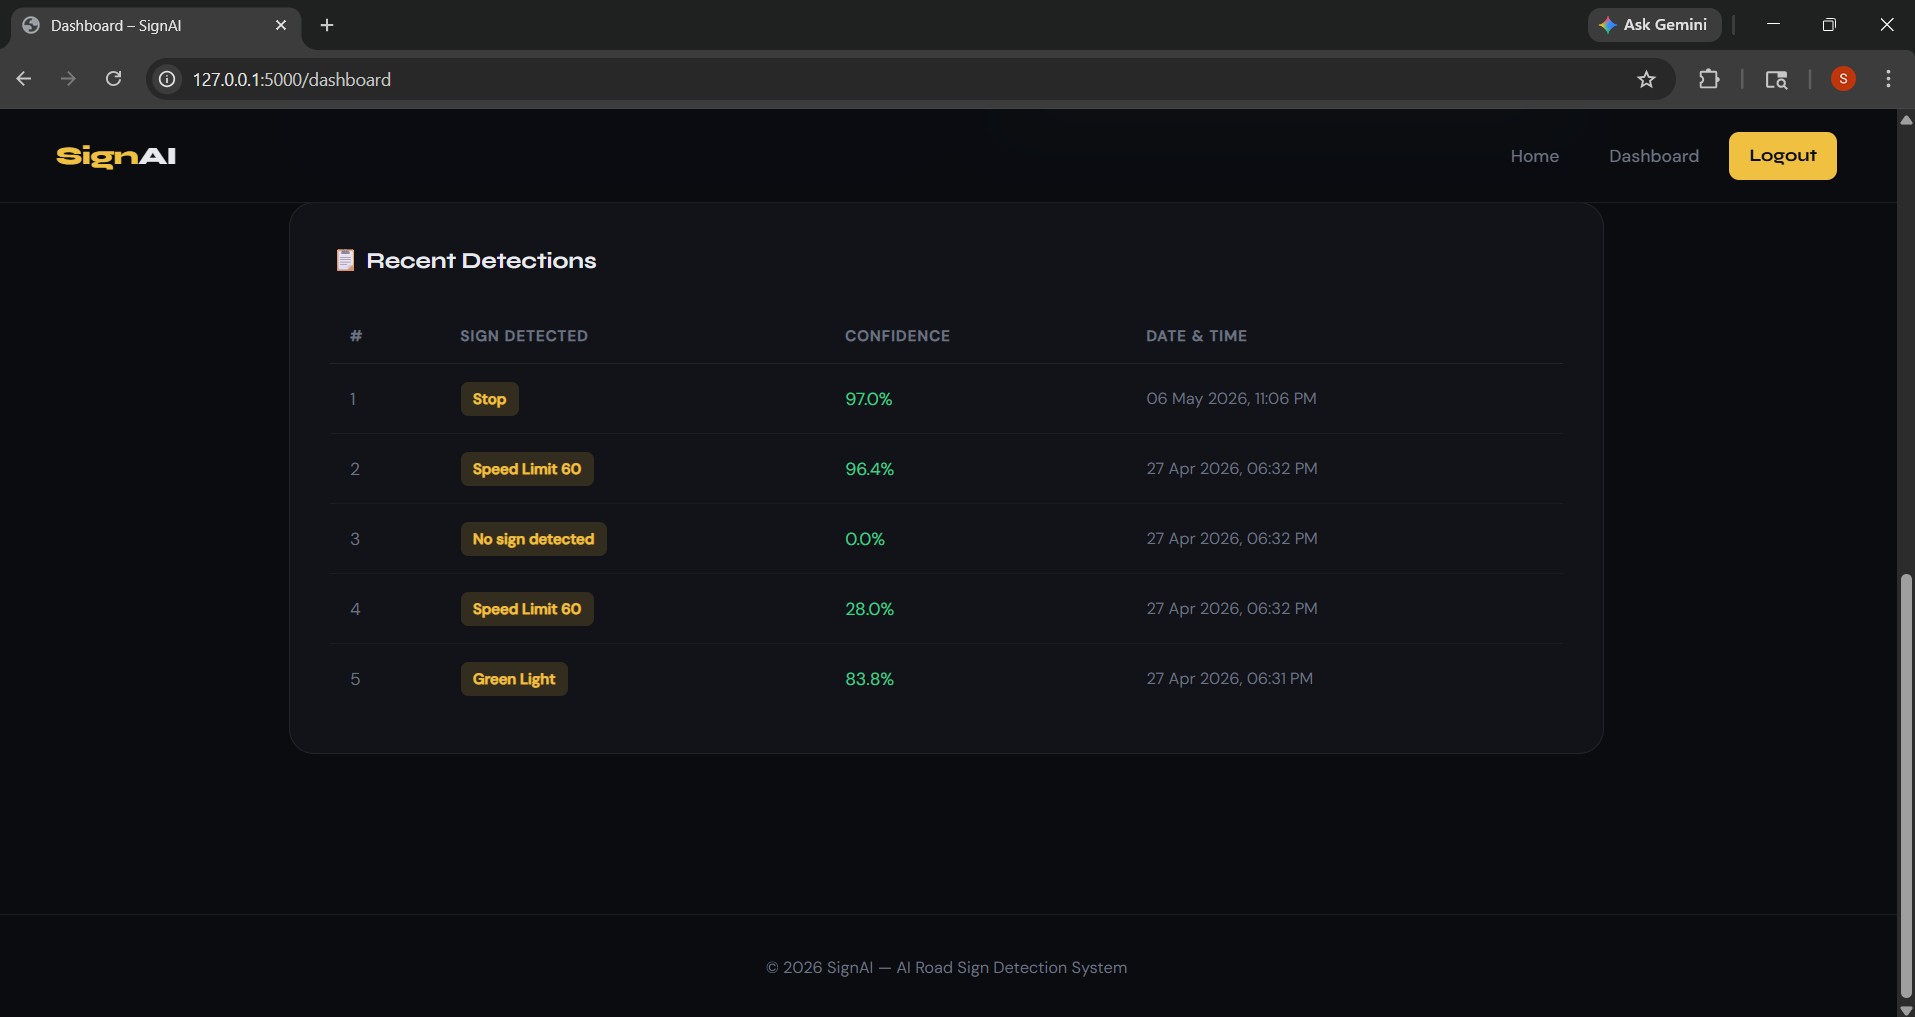 Dashboard – SignAI
Ask Gemini
127.0.0.1:5000/dashboard
S
SignAI
Home
Dashboard
Logout
📋 Recent Detections
# SIGN DETECTED CONFIDENCE DATE & TIME
1 Stop 97.0% 06 May 2026, 11:06 PM
2 Speed Limit 60 96.4% 27 Apr 2026, 06:32 PM
3 No sign detected 0.0% 27 Apr 2026, 06:32 PM
4 Speed Limit 60 28.0% 27 Apr 2026, 06:32 PM
5 Green Light 83.8% 27 Apr 2026, 06:31 PM
© 2026 SignAI — AI Road Sign Detection System